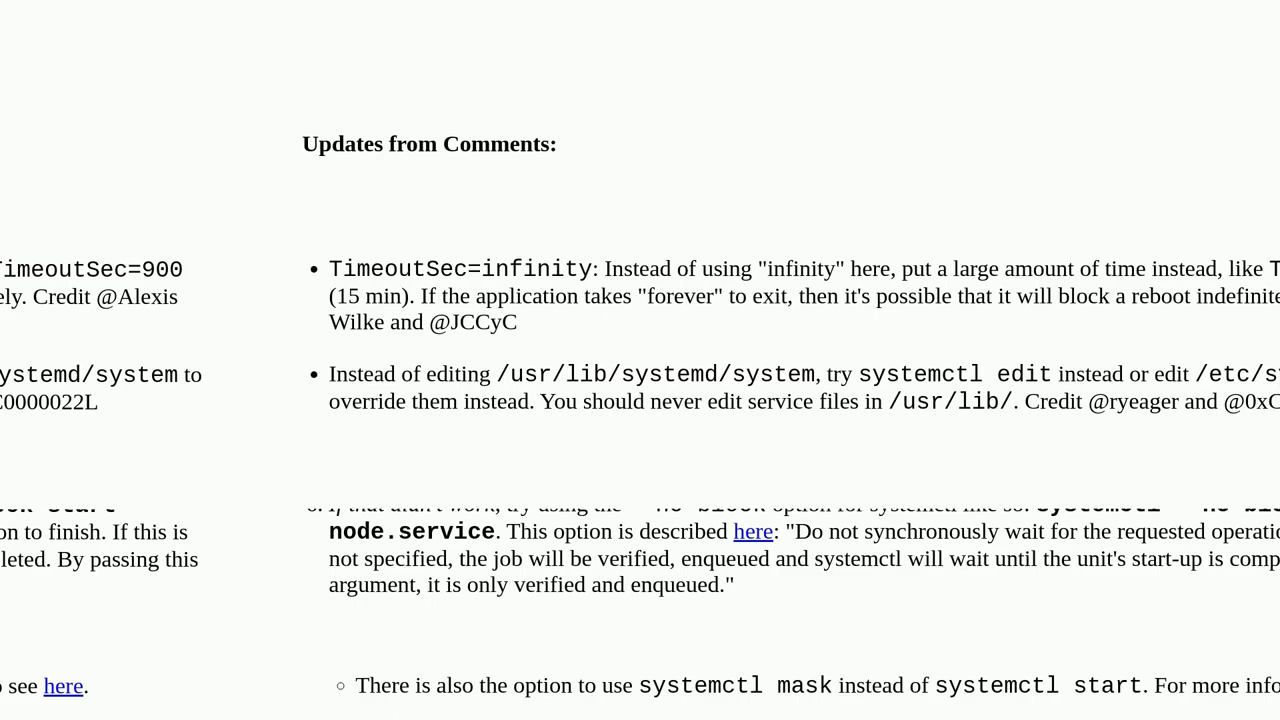 TimeoutSec=900
ely. Credit @Alexis
ystemd/system to
C0000022L
on to finish. If this is
leted. By passing this
see here.
Updates from Comments:
• TimeoutSec=infinity: Instead of using "infinity" here, put a large amount of time instead, like T
(15 min). If the application takes "forever" to exit, then it's possible that it will block a reboot indefinite
Wilke and @JCCyC
• Instead of editing /usr/lib/systemd/system, try systemctl edit instead or edit /etc/sy
override them instead. You should never edit service files in /usr/lib/. Credit @ryeager and @0xC
node.service. This option is described here: "Do not synchronously wait for the requested operatio
not specified, the job will be verified, enqueued and systemctl will wait until the unit's start-up is comp
argument, it is only verified and enqueued."
◦ There is also the option to use systemctl mask instead of systemctl start. For more info